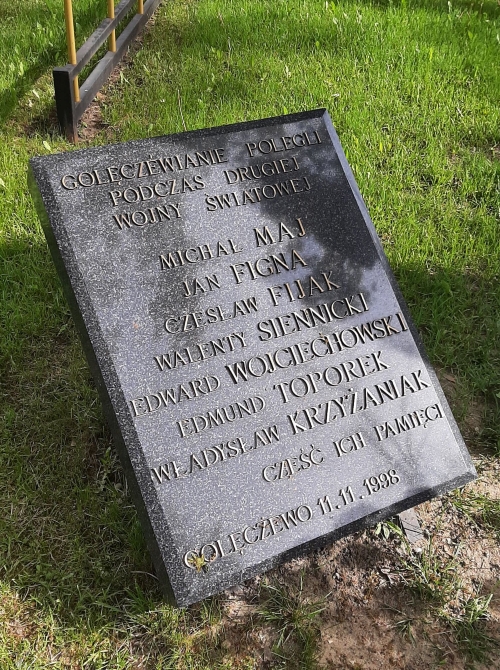 GOLĘCZEWIANIE POLEGLI
PODCZAS DRUGIEJ
WOJNY ŚWIATOWEJ
MICHAŁ MAJ
JAN FIGNA
CZESŁAW FIJAK
WALENTY SIENNICKI
EDWARD WOJCIECHOWSKI
EDMUND TOPOREK
WŁADYSŁAW KRZYŻANIAK
CZEŚĆ ICH PAMIĘCI
GOLĘCZEWO 11.11.1998